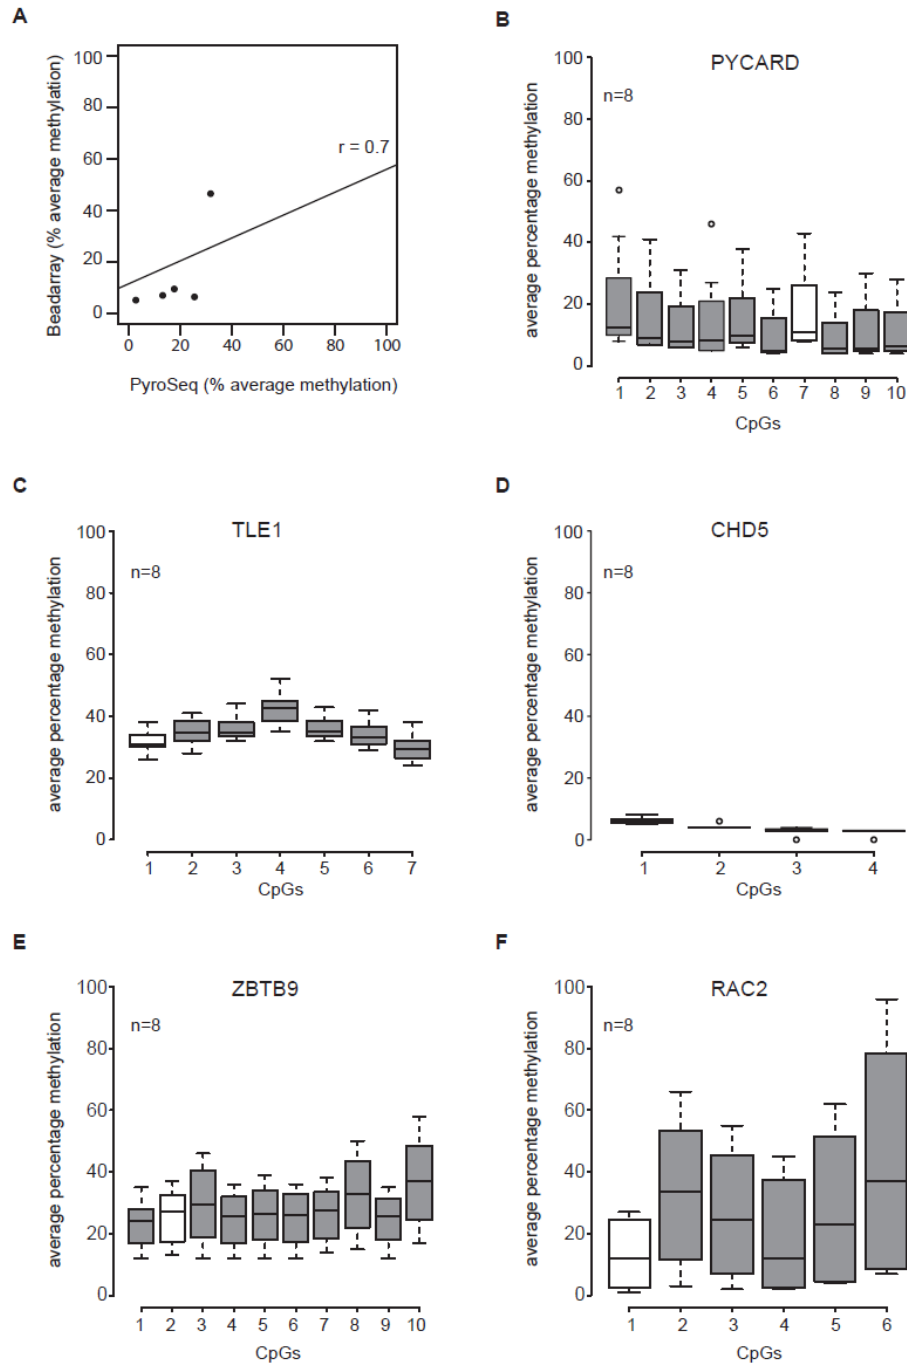 A
100
80
60
40
20
0
r = 0.7
Beadarray (% average methylation)
0 20 40 60 80 100
PyroSeq (% average methylation)
B
PYCARD
n=8
100
80
60
40
20
0
average percentage methylation
1 2 3 4 5 6 7 8 9 10
CpGs
C
TLE1
n=8
100
80
60
40
20
0
average percentage methylation
1 2 3 4 5 6 7
CpGs
D
CHD5
n=8
100
80
60
40
20
0
average percentage methylation
1 2 3 4
CpGs
E
ZBTB9
n=8
100
80
60
40
20
0
average percentage methylation
1 2 3 4 5 6 7 8 9 10
CpGs
F
RAC2
n=8
100
80
60
40
20
0
average percentage methylation
1 2 3 4 5 6
CpGs